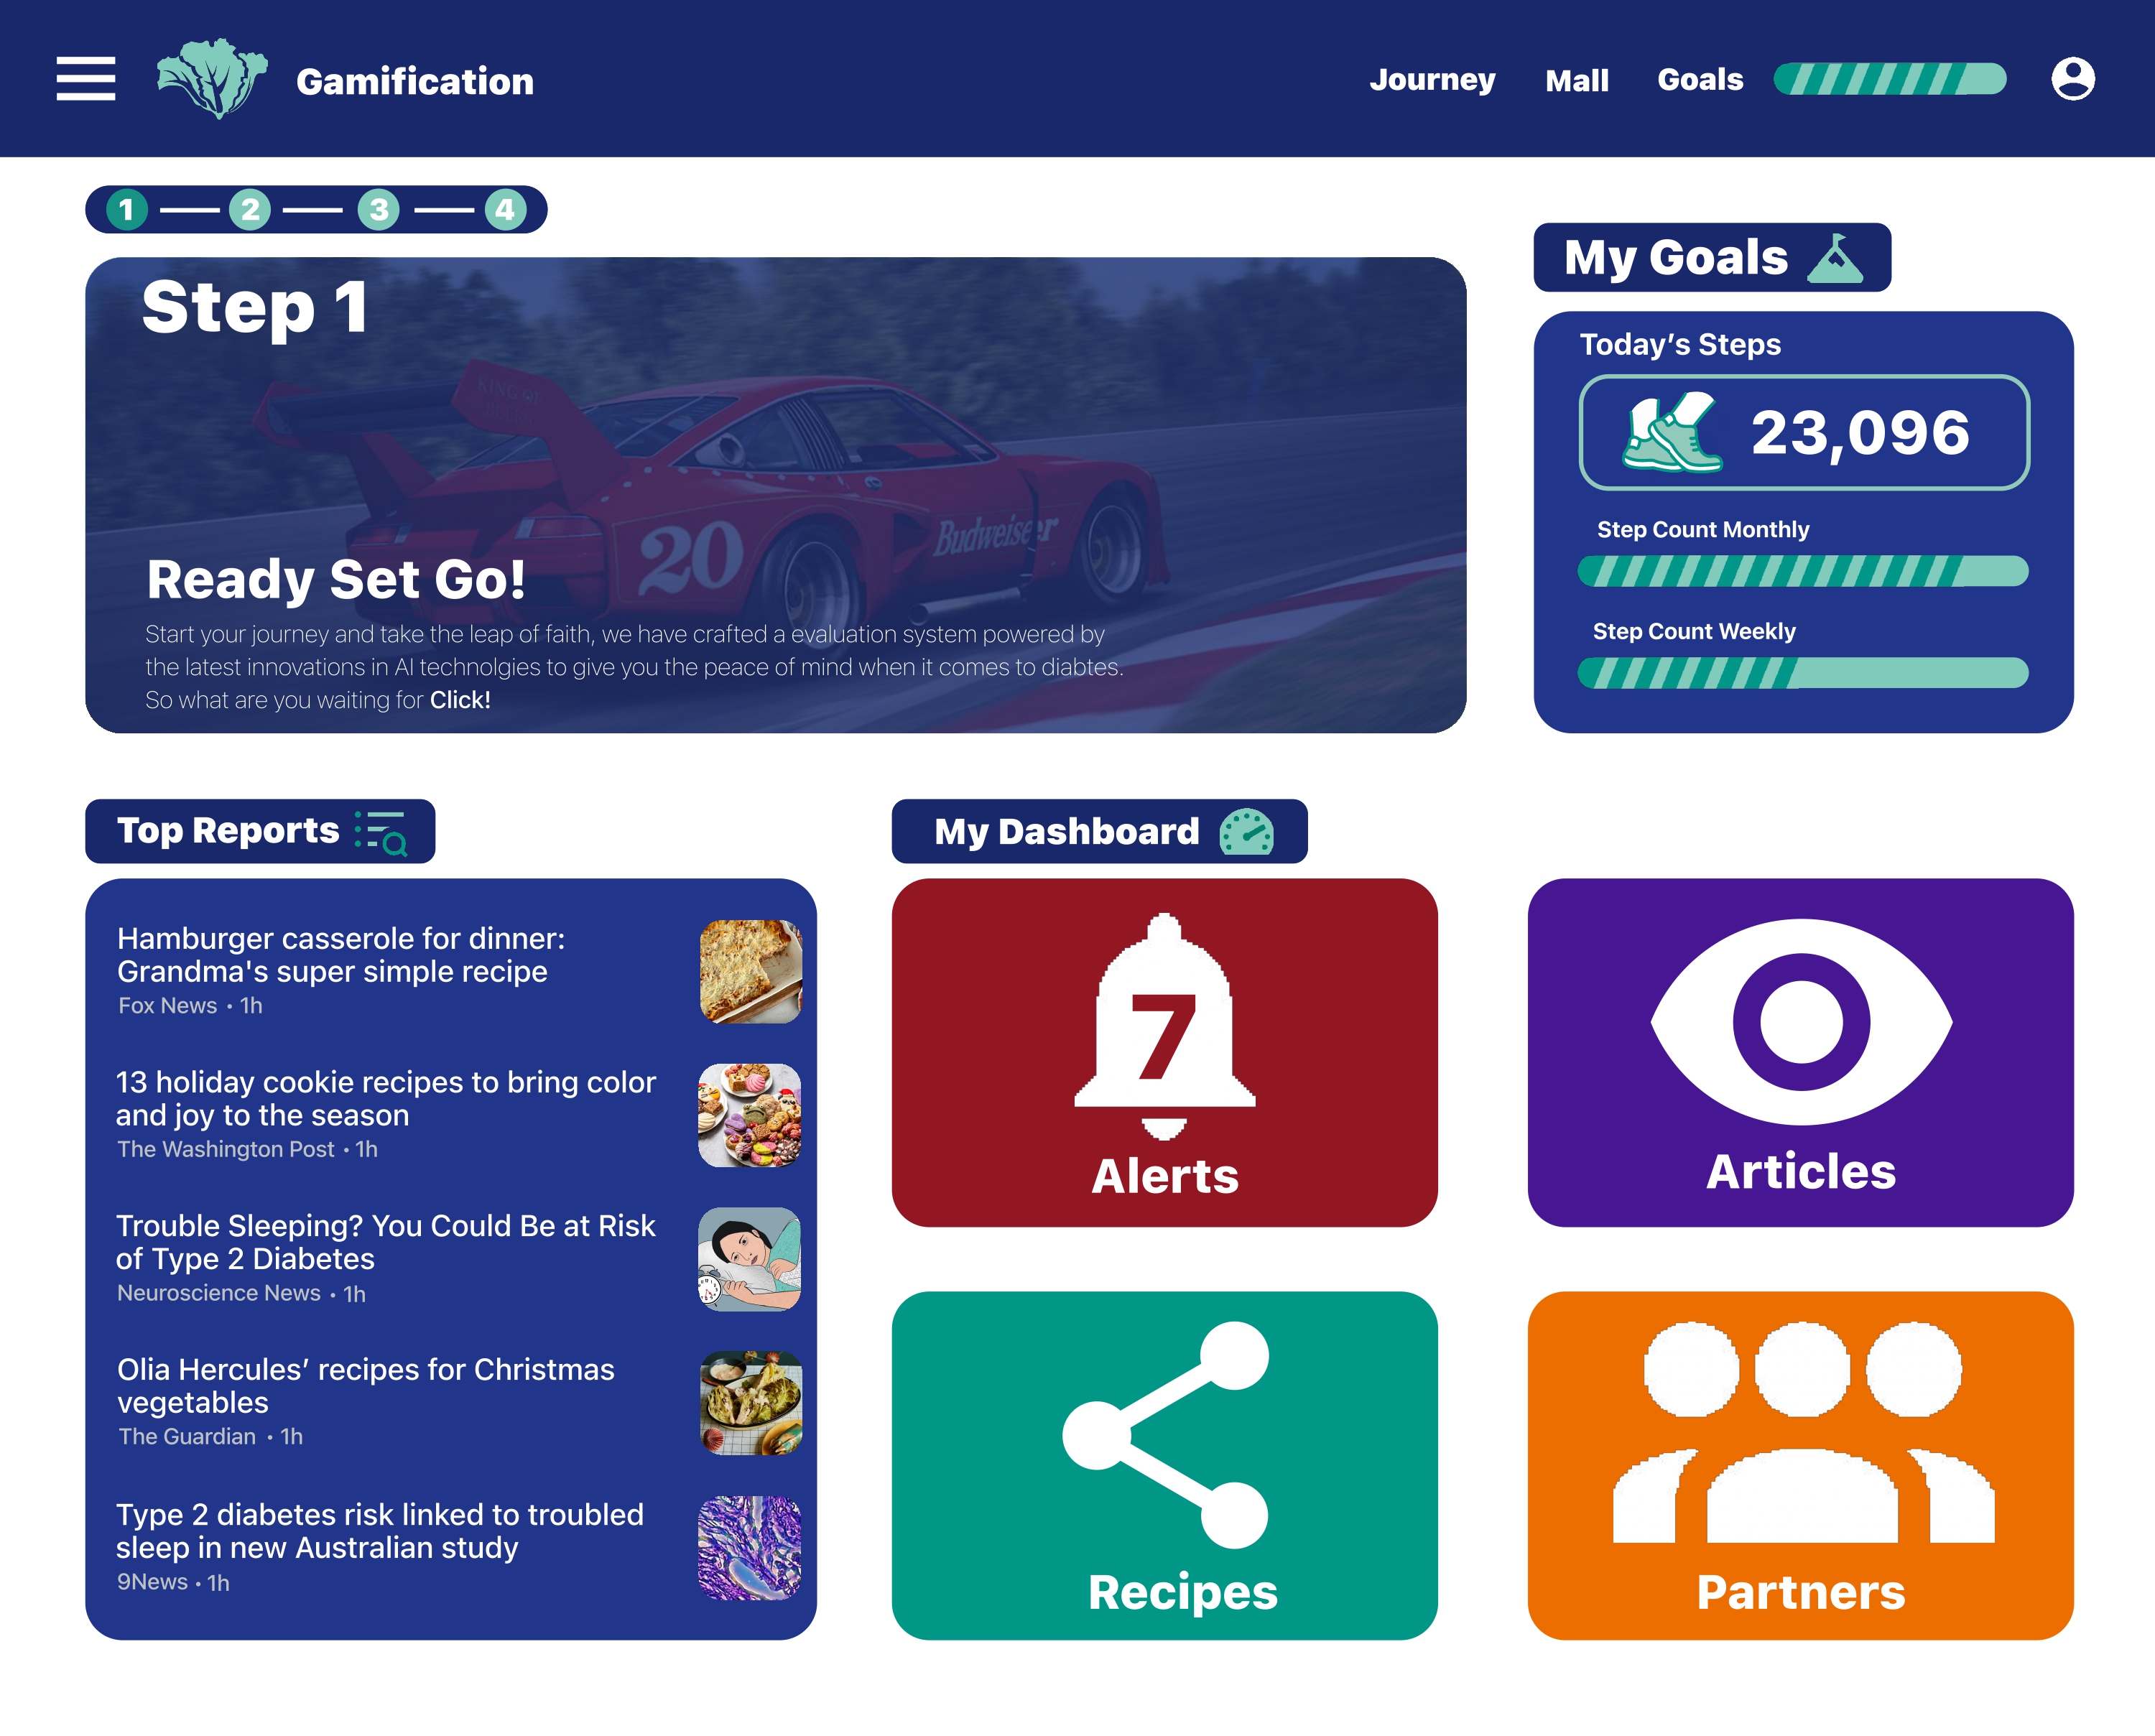 Gamification
Journey
Mall
Goals
1
2
3
4
Step 1
KING OF
BEERS
20
Budweiser
Ready Set Go!
Start your journey and take the leap of faith, we have crafted a evaluation system powered by
the latest innovations in AI technolgies to give you the peace of mind when it comes to diabtes.
So what are you waiting for Click!
My Goals
Today's Steps
23,096
Step Count Monthly
Step Count Weekly
Top Reports
Hamburger casserole for dinner:
Grandma's super simple recipe
Fox News • 1h
13 holiday cookie recipes to bring color
and joy to the season
The Washington Post • 1h
Trouble Sleeping? You Could Be at Risk
of Type 2 Diabetes
Neuroscience News • 1h
Olia Hercules' recipes for Christmas
vegetables
The Guardian • 1h
Type 2 diabetes risk linked to troubled
sleep in new Australian study
9News • 1h
My Dashboard
7
Alerts
Articles
Recipes
Partners